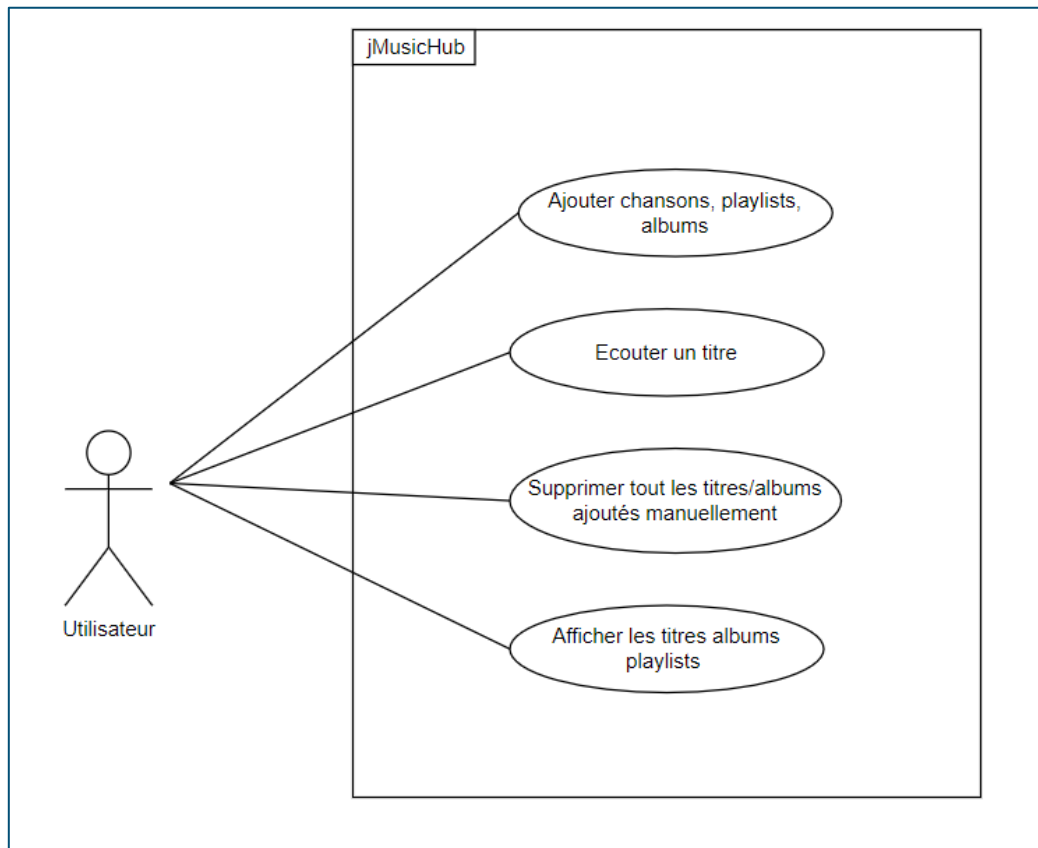 jMusicHub
Ajouter chansons, playlists,
albums
Ecouter un titre
Supprimer tout les titres/albums
ajoutés manuellement
Afficher les titres albums
playlists
Utilisateur